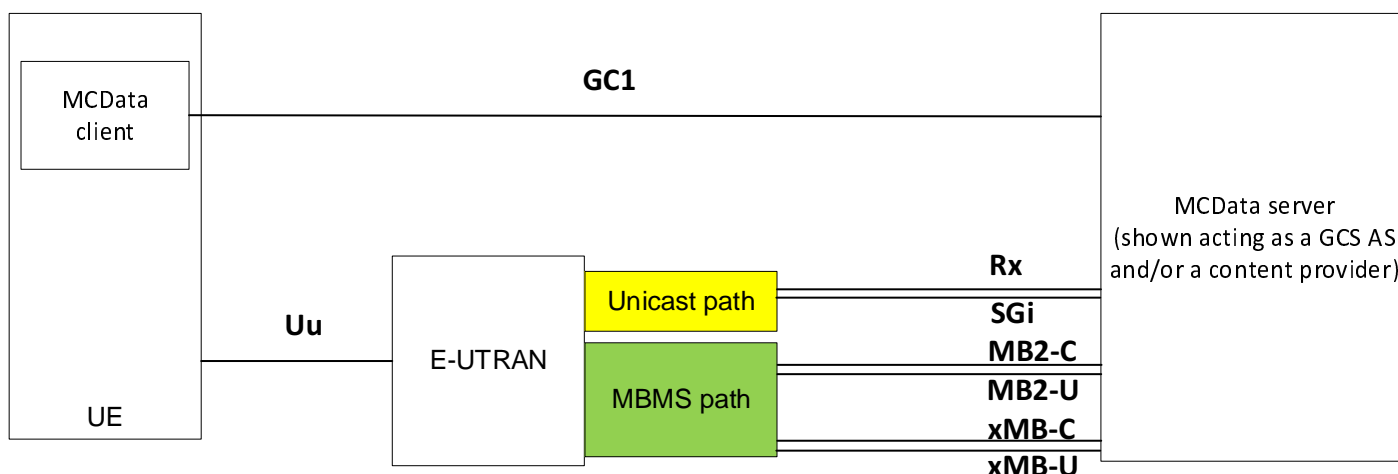 GC1
MCData
client
MCData server
(shown acting as a GCS AS
and/or a content provider)
Rx
Unicast path
SGi
Uu
MB2-C
E-UTRAN
MBMS path
MB2-U
UE
xMB-C
xMB-U